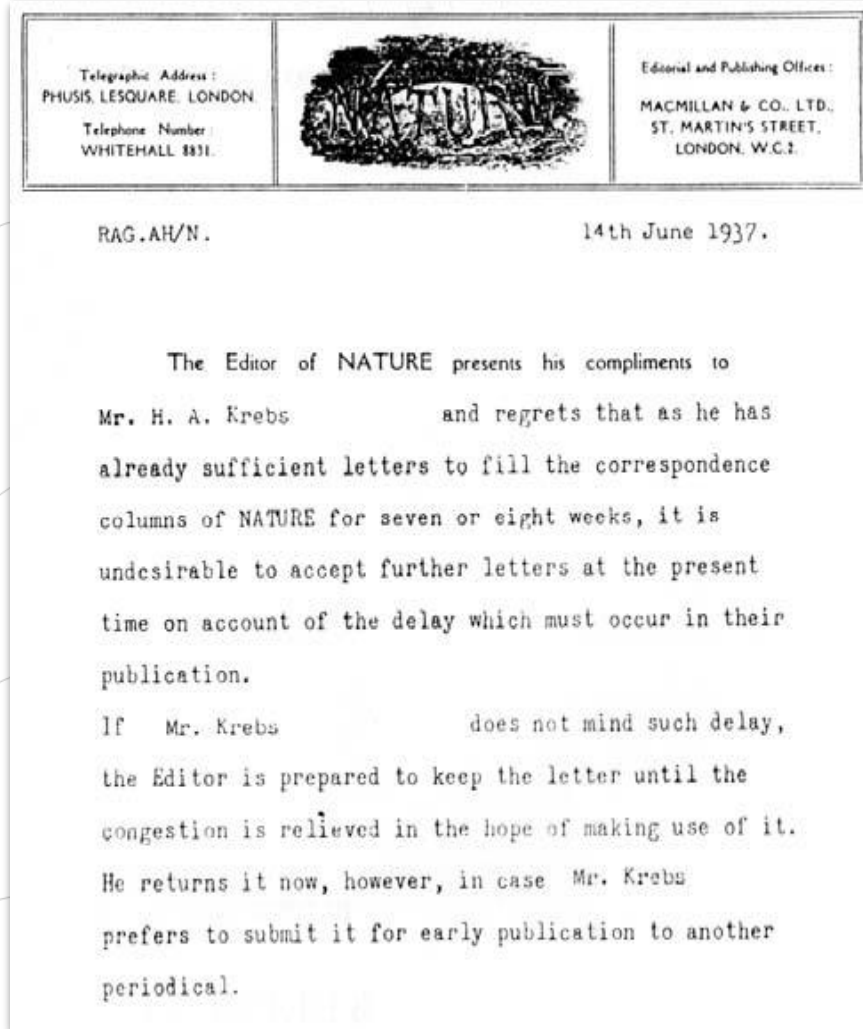 Telegraphic Address :
PHUSIS, LESQUARE, LONDON.
Telephone Number :
WHITEHALL 8831.
NATURE
Editorial and Publishing Offices :
MACMILLAN & CO., LTD.,
ST. MARTIN'S STREET,
LONDON, W.C.2.
RAG.AH/N.
14th June 1937.
The Editor of NATURE presents his compliments to
Mr. H. A. Krebs and regrets that as he has
already sufficient letters to fill the correspondence
columns of NATURE for seven or eight weeks, it is
undesirable to accept further letters at the present
time on account of the delay which must occur in their
publication.
If Mr. Krebs does not mind such delay,
the Editor is prepared to keep the letter until the
congestion is relieved in the hope of making use of it.
He returns it now, however, in case Mr. Krebs
prefers to submit it for early publication to another
periodical.